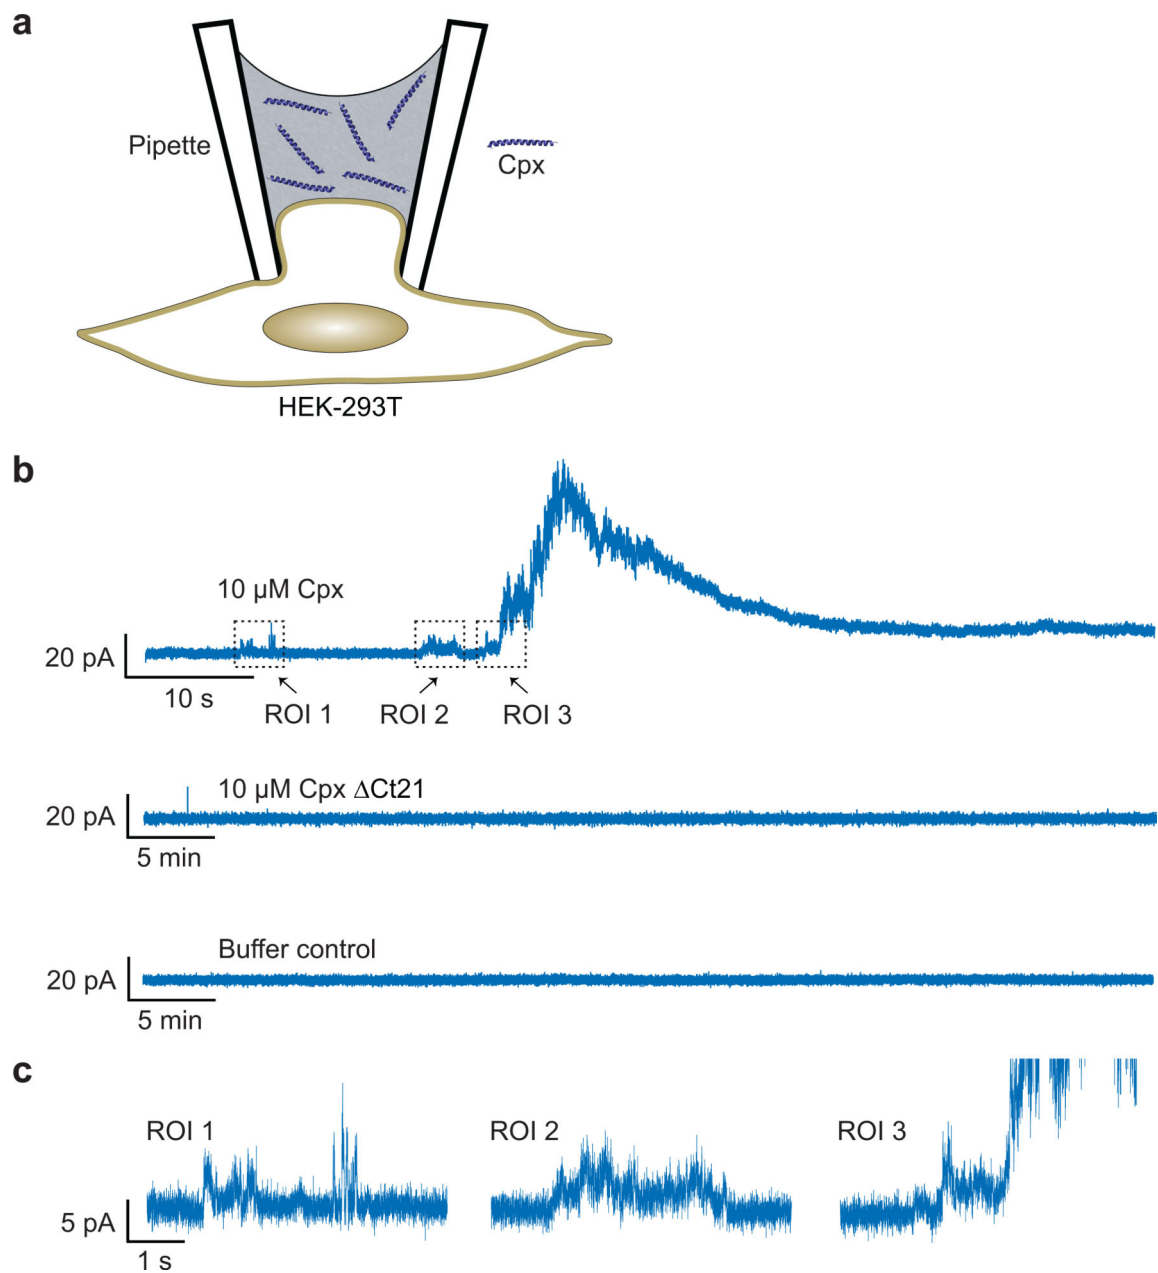 a
Pipette
Cpx
HEK-293T
b
10 µM Cpx
20 pA
10 s
ROI 1
ROI 2
ROI 3
10 µM Cpx ΔCt21
20 pA
5 min
Buffer control
20 pA
5 min
c
ROI 1
ROI 2
ROI 3
5 pA
1 s